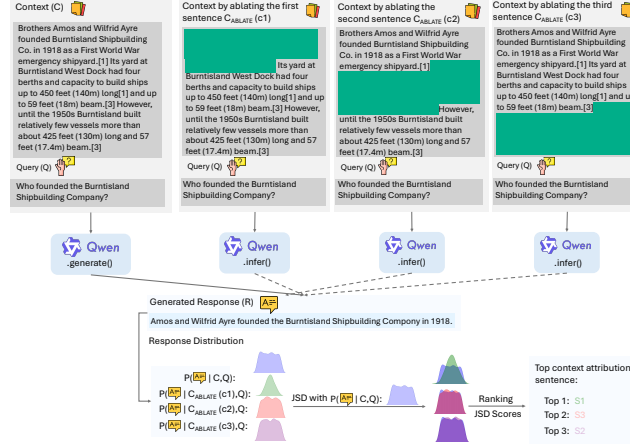 Context (C)
Brothers Amos and Wilfrid Ayre
founded Burntisland Shipbuilding
Co. in 1918 as a First World War
emergency shipyard.[1] Its yard at
Burntisland West Dock had four
berths and capacity to build ships
up to 450 feet (140m) long[1] and up
to 59 feet (18m) beam.[3] However,
until the 1950s Burntisland built
relatively few vessels more than
about 425 feet (130m) long and 57
feet (17.4m) beam.[3]
Query (Q)
Who founded the Burntisland
Shipbuilding Company?
Context by ablating the first
sentence CABLATE (c1)
Its yard at
Burntisland West Dock had four
berths and capacity to build ships
up to 450 feet (140m) long[1] and up
to 59 feet (18m) beam.[3] However,
until the 1950s Burntisland built
relatively few vessels more than
about 425 feet (130m) long and 57
feet (17.4m) beam.[3]
Query (Q)
Who founded the Burntisland
Shipbuilding Company?
Context by ablating the
second sentence CABLATE (c2)
Brothers Amos and Wilfrid Ayre
founded Burntisland Shipbuilding
Co. in 1918 as a First World War
emergency shipyard.[1]
However,
until the 1950s Burntisland built
relatively few vessels more than
about 425 feet (130m) long and 57
feet (17.4m) beam.[3]
Query (Q)
Who founded the Burntisland
Shipbuilding Company?
Context by ablating the third
sentence CABLATE (c3)
Brothers Amos and Wilfrid Ayre
founded Burntisland Shipbuilding
Co. in 1918 as a First World War
emergency shipyard.[1] Its yard at
Burntisland West Dock had four
berths and capacity to build ships
up to 450 feet (140m) long[1] and u
to 59 feet (18m) beam.[3]
Query (Q)
Who founded the Burntisland
Shipbuilding Company?
Qwen
.generate()
Qwen
.infer()
Qwen
.infer()
Qwen
.infer()
Generated Response (R)
A
Amos and Wilfrid Ayre founded the Burntisland Shipbuilding Company in 1918.
Response Distribution
P(A | C,Q):
P(A | CABLATE (c1),Q):
P(A | CABLATE (c2),Q:
P(A | CABLATE (c3),Q:
JSD with P(A | C,Q):
Ranking
JSD Scores
Top context attribution
sentence:
Top 1: S1
Top 2: S3
Top 3: S2